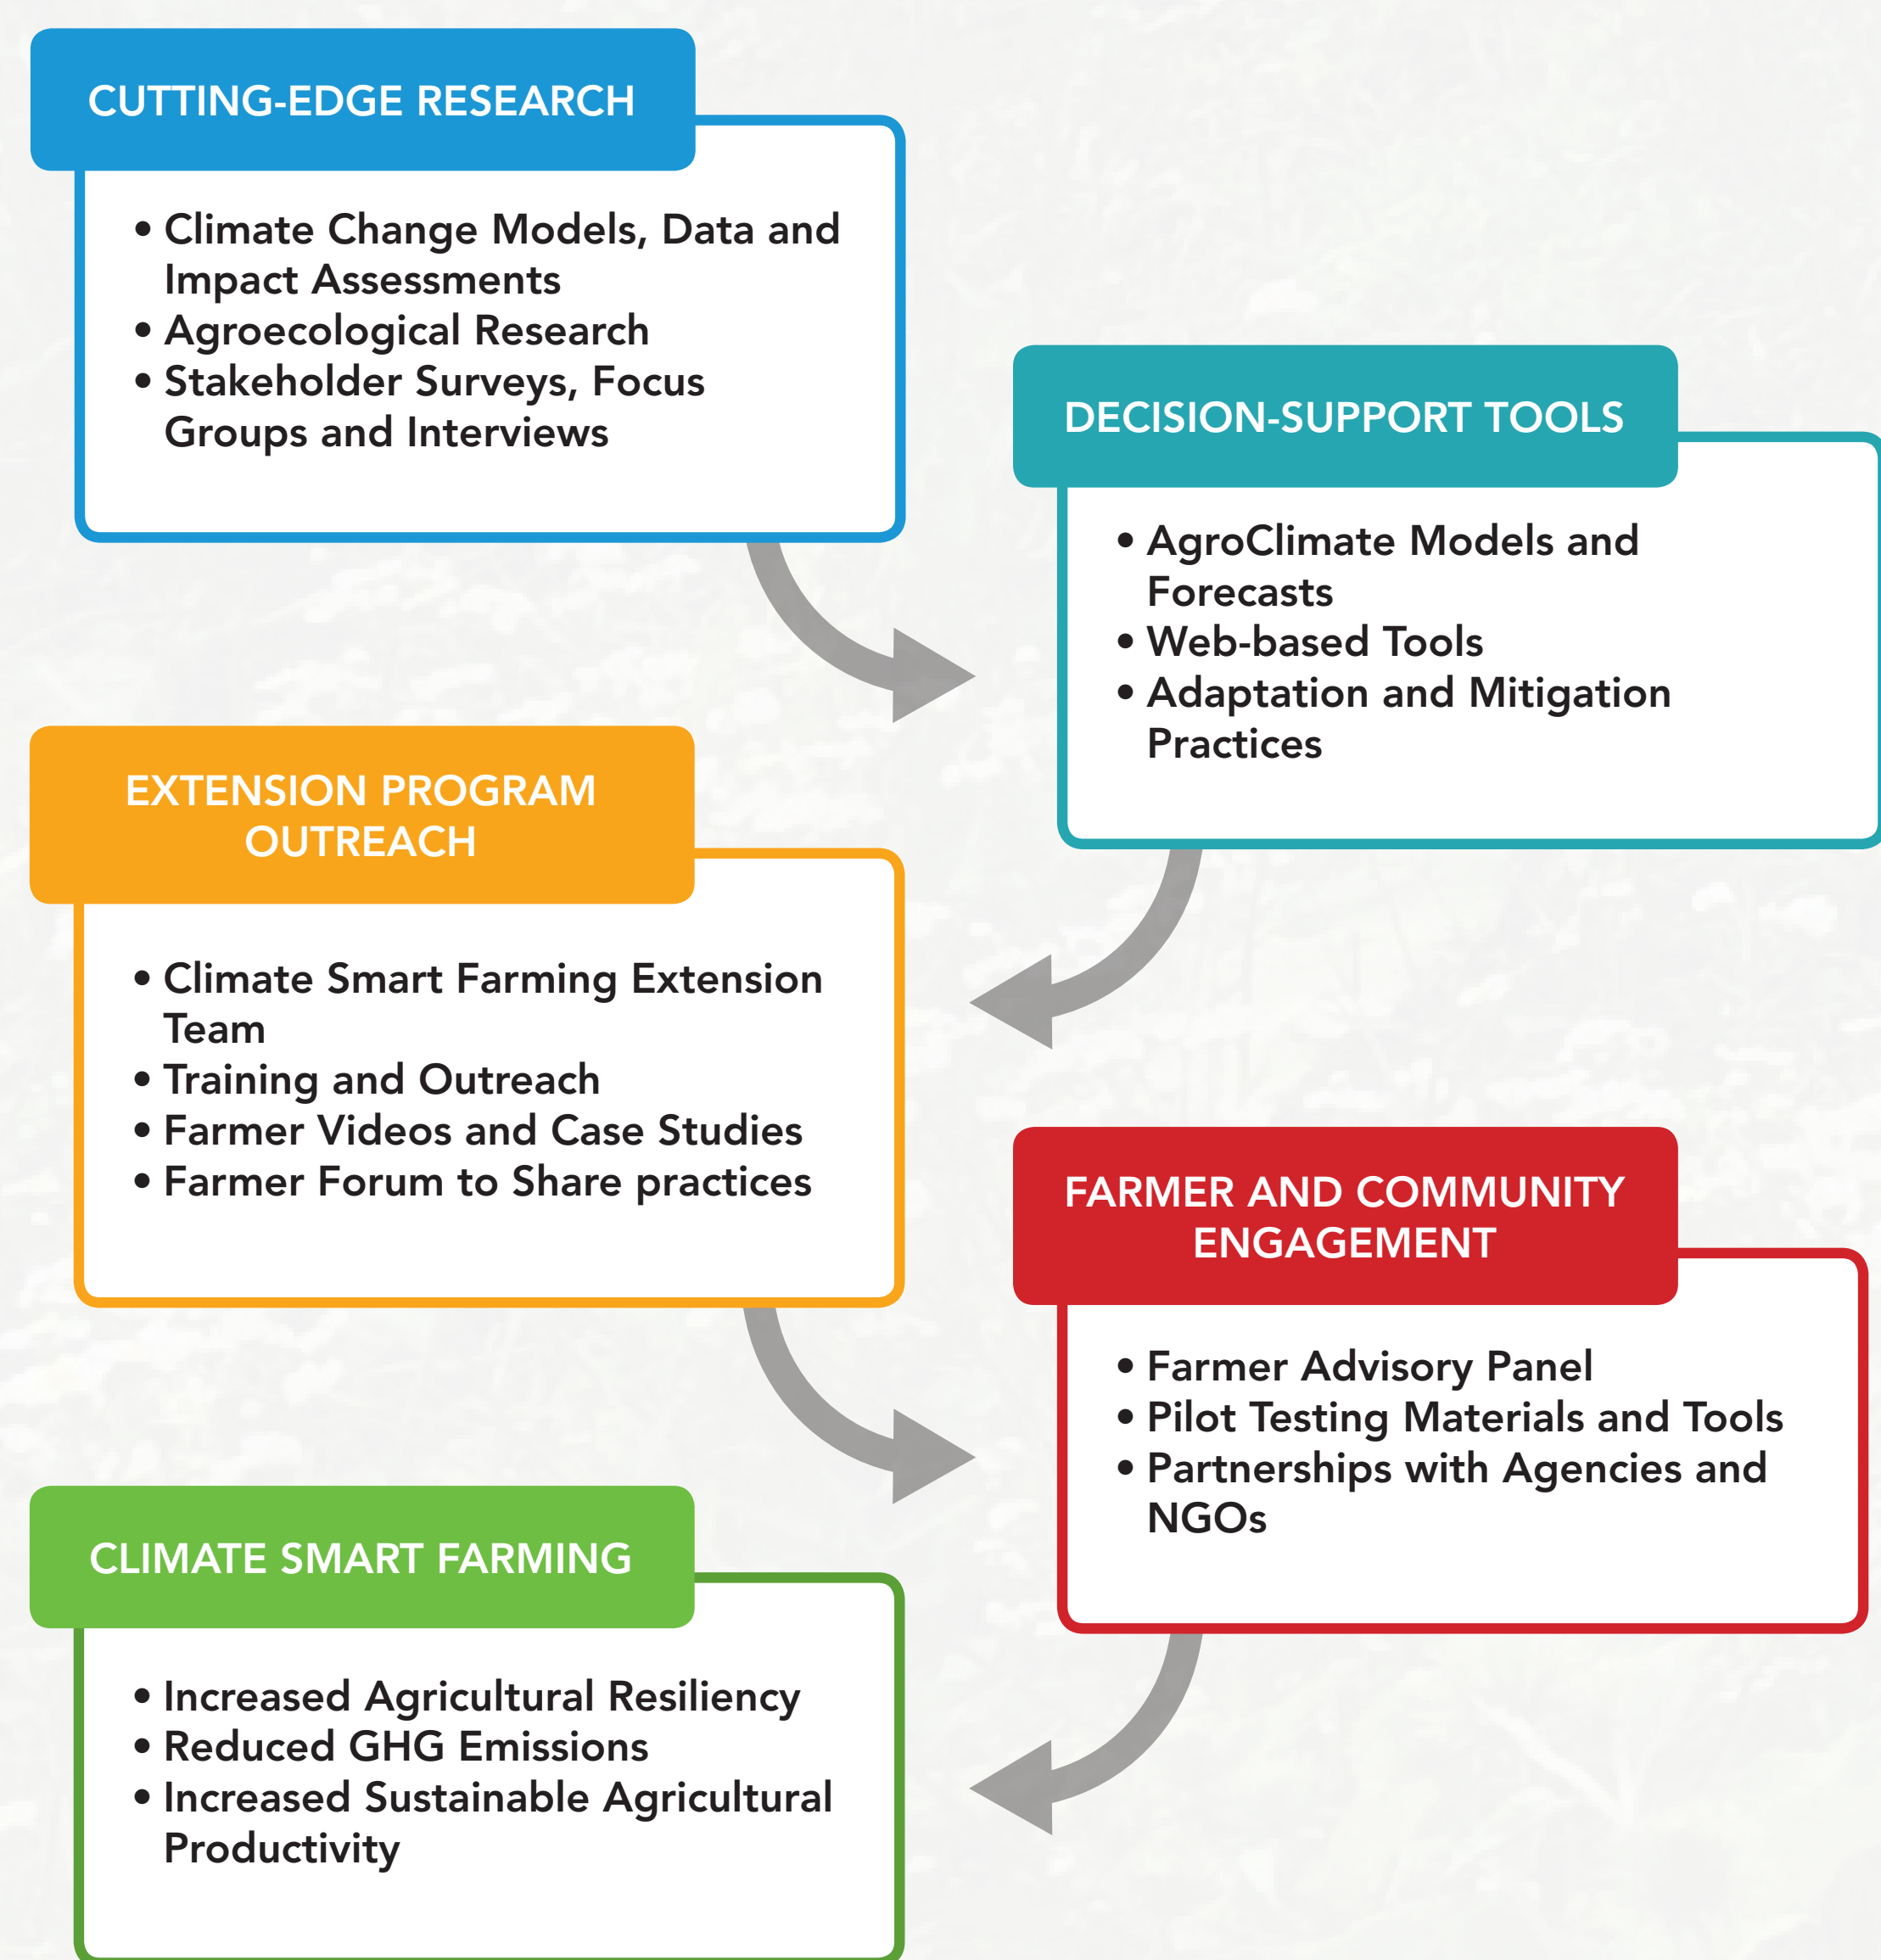 CUTTING-EDGE RESEARCH
• Climate Change Models, Data and
Impact Assessments
• Agroecological Research
• Stakeholder Surveys, Focus
Groups and Interviews
DECISION-SUPPORT TOOLS
• AgroClimate Models and
Forecasts
• Web-based Tools
• Adaptation and Mitigation
Practices
EXTENSION PROGRAM
OUTREACH
• Climate Smart Farming Extension
Team
• Training and Outreach
• Farmer Videos and Case Studies
• Farmer Forum to Share practices
FARMER AND COMMUNITY
ENGAGEMENT
• Farmer Advisory Panel
• Pilot Testing Materials and Tools
• Partnerships with Agencies and
NGOs
CLIMATE SMART FARMING
• Increased Agricultural Resiliency
• Reduced GHG Emissions
• Increased Sustainable Agricultural
Productivity